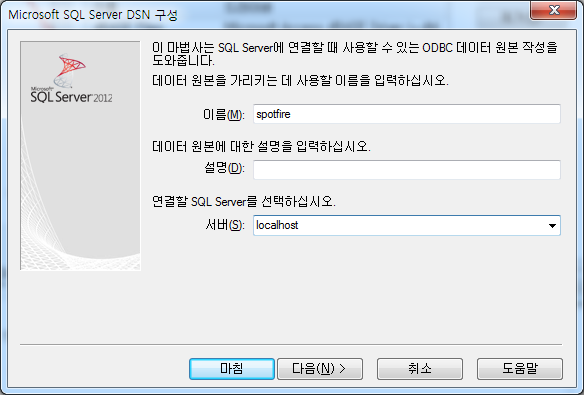 Microsoft SQL Server DSN 구성
Microsoft
SQL Server 2012
이 마법사는 SQL Server에 연결할 때 사용할 수 있는 ODBC 데이터 원본 작성을
도와줍니다.
데이터 원본을 가리키는 데 사용할 이름을 입력하십시오.
이름(M): spotfire
데이터 원본에 대한 설명을 입력하십시오.
설명(D):
연결할 SQL Server를 선택하십시오.
서버(S): localhost
마침 다음(N) > 취소 도움말